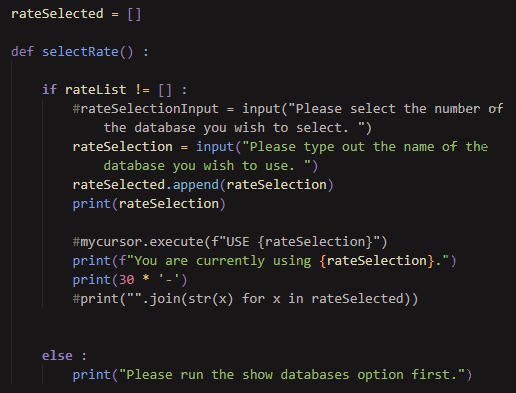 rateSelected = []
def selectRate() :
if rateList != [] :
#rateSelectionInput = input("Please select the number of
the database you wish to select. ")
rateSelection = input("Please type out the name of the
database you wish to use. ")
rateSelected.append(rateSelection)
print(rateSelection)
#mycursor.execute(f"USE {rateSelection}")
print(f"You are currently using {rateSelection}.")
print(30 * '-')
#print("".join(str(x) for x in rateSelected))
else :
print("Please run the show databases option first.")